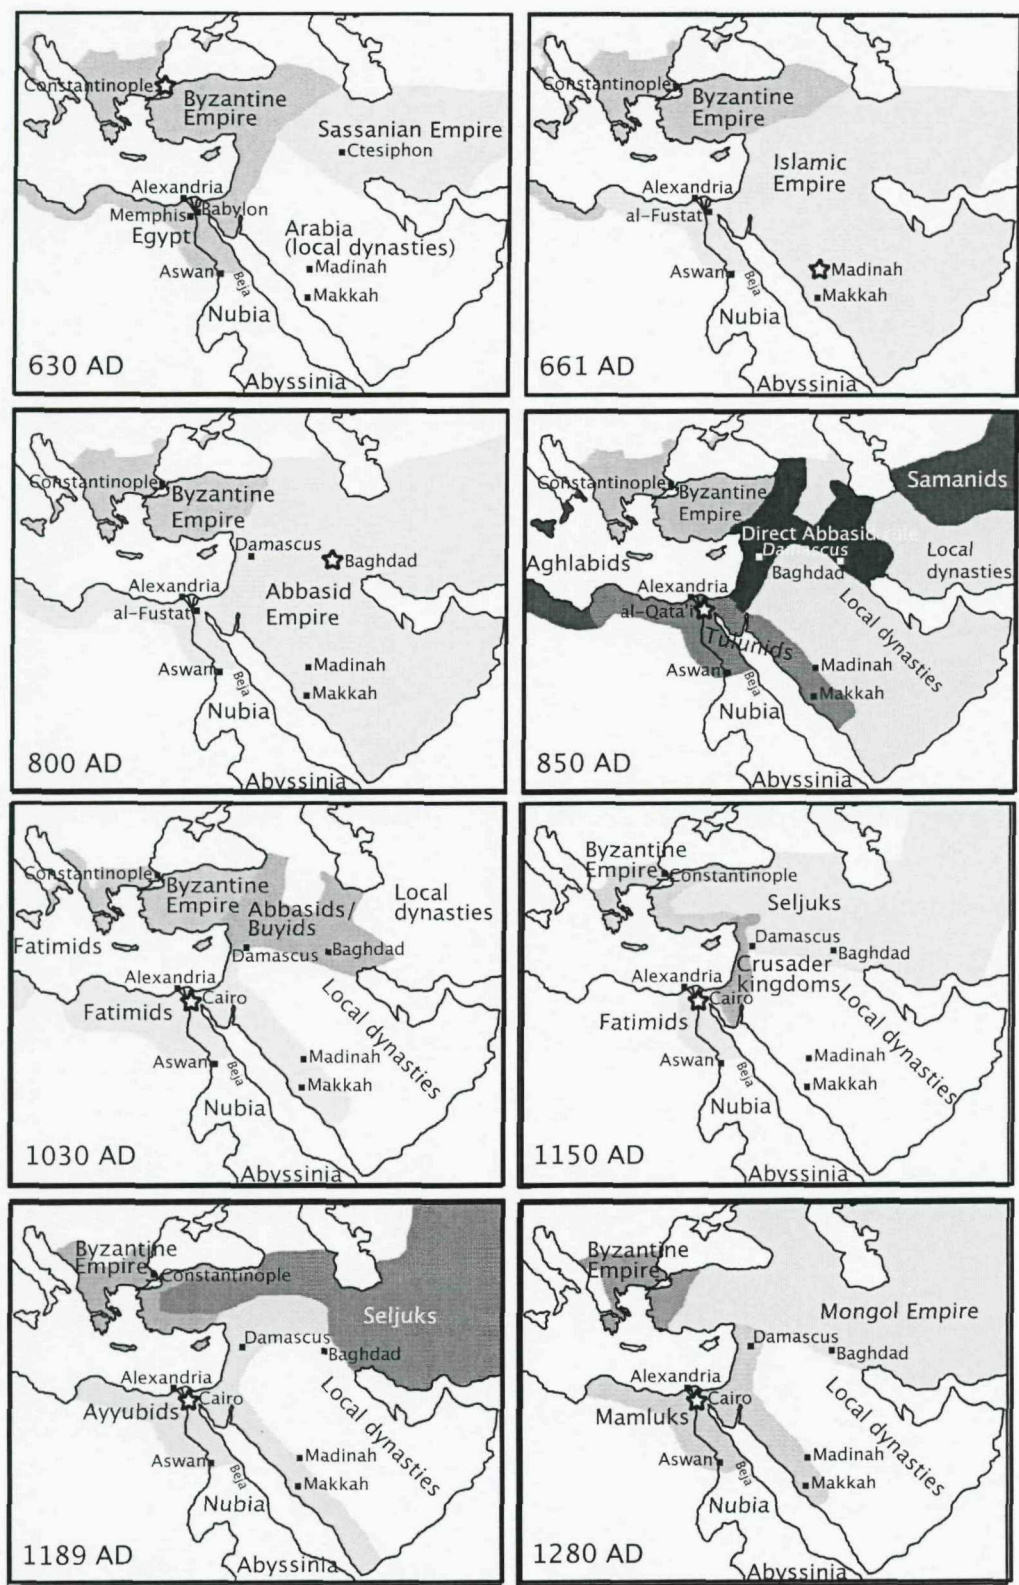 Constantinople
Byzantine
Empire
Sassanian Empire
Ctesiphon
Alexandria
Memphis
Babylon
Egypt
Arabia
(local dynasties)
Madinah
Aswan
Beja
Makkah
Nubia
630 AD
Abyssinia
Constantinople
Byzantine
Empire
Islamic
Empire
Alexandria
al-Fustat
Madinah
Aswan
Beja
Makkah
Nubia
661 AD
Abyssinia
Constantinople
Byzantine
Empire
Damascus
Baghdad
Alexandria
Abbasid
Empire
al-Fustat
Madinah
Aswan
Beja
Makkah
Nubia
800 AD
Abyssinia
Samanids
Constantinople
Byzantine
Empire
Direct Abbasid rule
Damascus
Baghdad
Local
dynasties
Aghlabids
Alexandria
al-Qata'i
Local dynasties
Tulunids
Madinah
Aswan
Beja
Makkah
Nubia
850 AD
Abyssinia
Constantinople
Byzantine
Empire
Abbasids/
Buyids
Local
dynasties
Fatimids
Damascus
Baghdad
Alexandria
Cairo
Fatimids
Local dynasties
Madinah
Aswan
Beja
Makkah
Nubia
1030 AD
Abyssinia
Byzantine
Empire
Constantinople
Seljuks
Damascus
Baghdad
Crusader
kingdoms
Alexandria
Cairo
Fatimids
Local dynasties
Madinah
Aswan
Beja
Makkah
Nubia
1150 AD
Abyssinia
Byzantine
Empire
Constantinople
Seljuks
Damascus
Baghdad
Alexandria
Cairo
Ayyubids
Local dynasties
Madinah
Aswan
Beja
Makkah
Nubia
1189 AD
Abyssinia
Byzantine
Empire
Mongol Empire
Damascus
Baghdad
Alexandria
Cairo
Mamluks
Local dynasties
Madinah
Aswan
Beja
Makkah
Nubia
1280 AD
Abyssinia